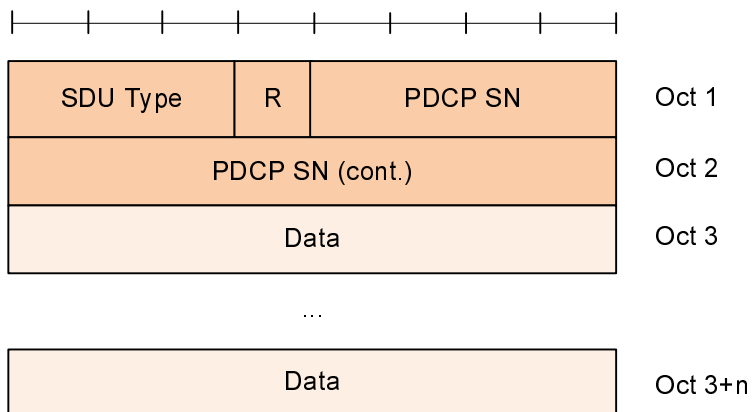 SDU Type R PDCP SN Oct 1
PDCP SN (cont.) Oct 2
Data Oct 3
...
Data Oct 3+n